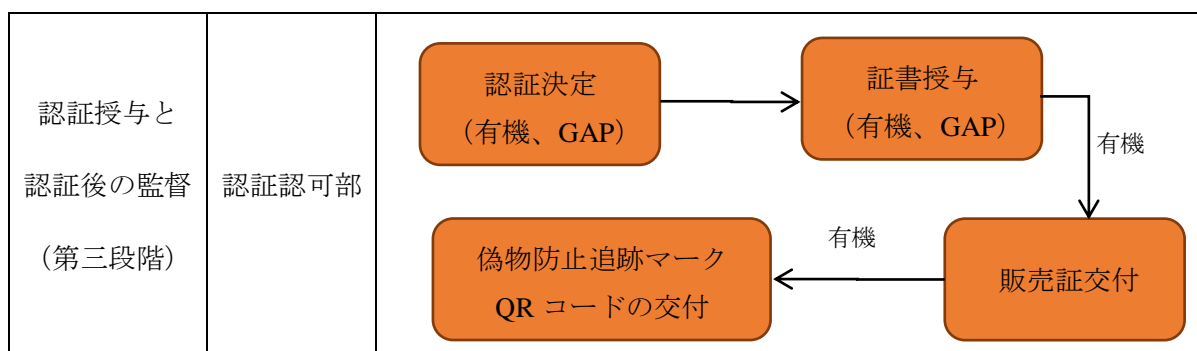 認証授与と
認証後の監督
（第三段階）
認証認可部
認証決定
（有機、GAP）
証書授与
（有機、GAP）
有機
販売証交付
有機
偽物防止追跡マーク
QR コードの交付